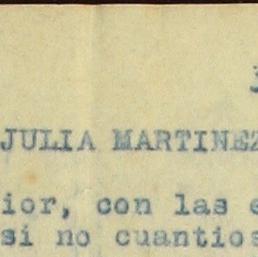 JULIA MARTINEZ
ior, con las e
si no cuantios